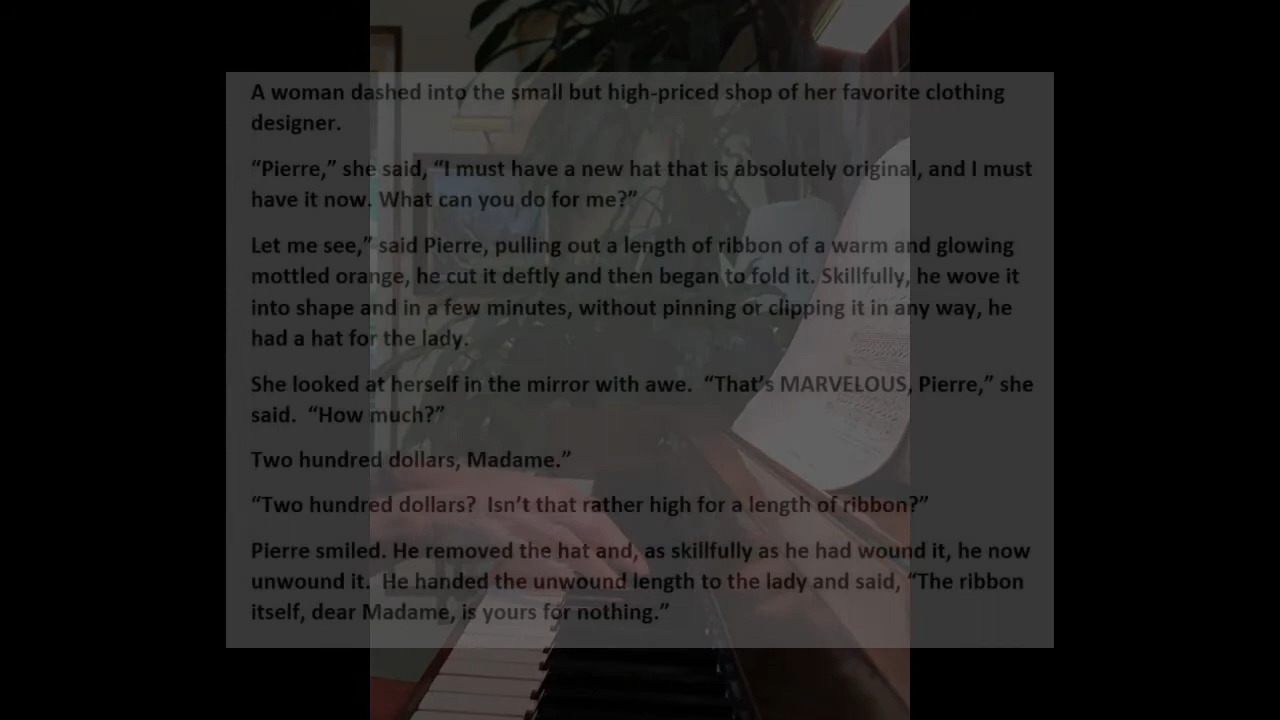 A woman dashed into the small but high-priced shop of her favorite clothing
designer.
“Pierre,” she said, “I must have a new hat that is absolutely original, and I must
have it now. What can you do for me?”
Let me see,” said Pierre, pulling out a length of ribbon of a warm and glowing
mottled orange, he cut it deftly and then began to fold it. Skillfully, he wove it
into shape and in a few minutes, without pinning or clipping it in any way, he
had a hat for the lady.
She looked at herself in the mirror with awe.  “That’s MARVELOUS, Pierre,” she
said.  “How much?”
Two hundred dollars, Madame.”
“Two hundred dollars?  Isn’t that rather high for a length of ribbon?”
Pierre smiled. He removed the hat and, as skillfully as he had wound it, he now
unwound it.  He handed the unwound length to the lady and said, “The ribbon
itself, dear Madame, is yours for nothing.”